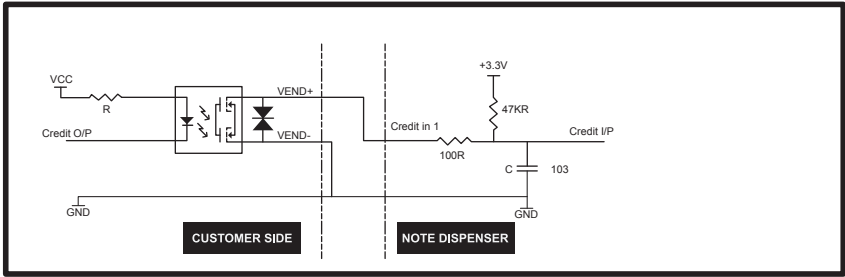 +3.3V
VCC
R
VEND+
47KR
Credit O/P
VEND-
Credit in 1
Credit I/P
100R
C 103
GND
GND
CUSTOMER SIDE
NOTE DISPENSER